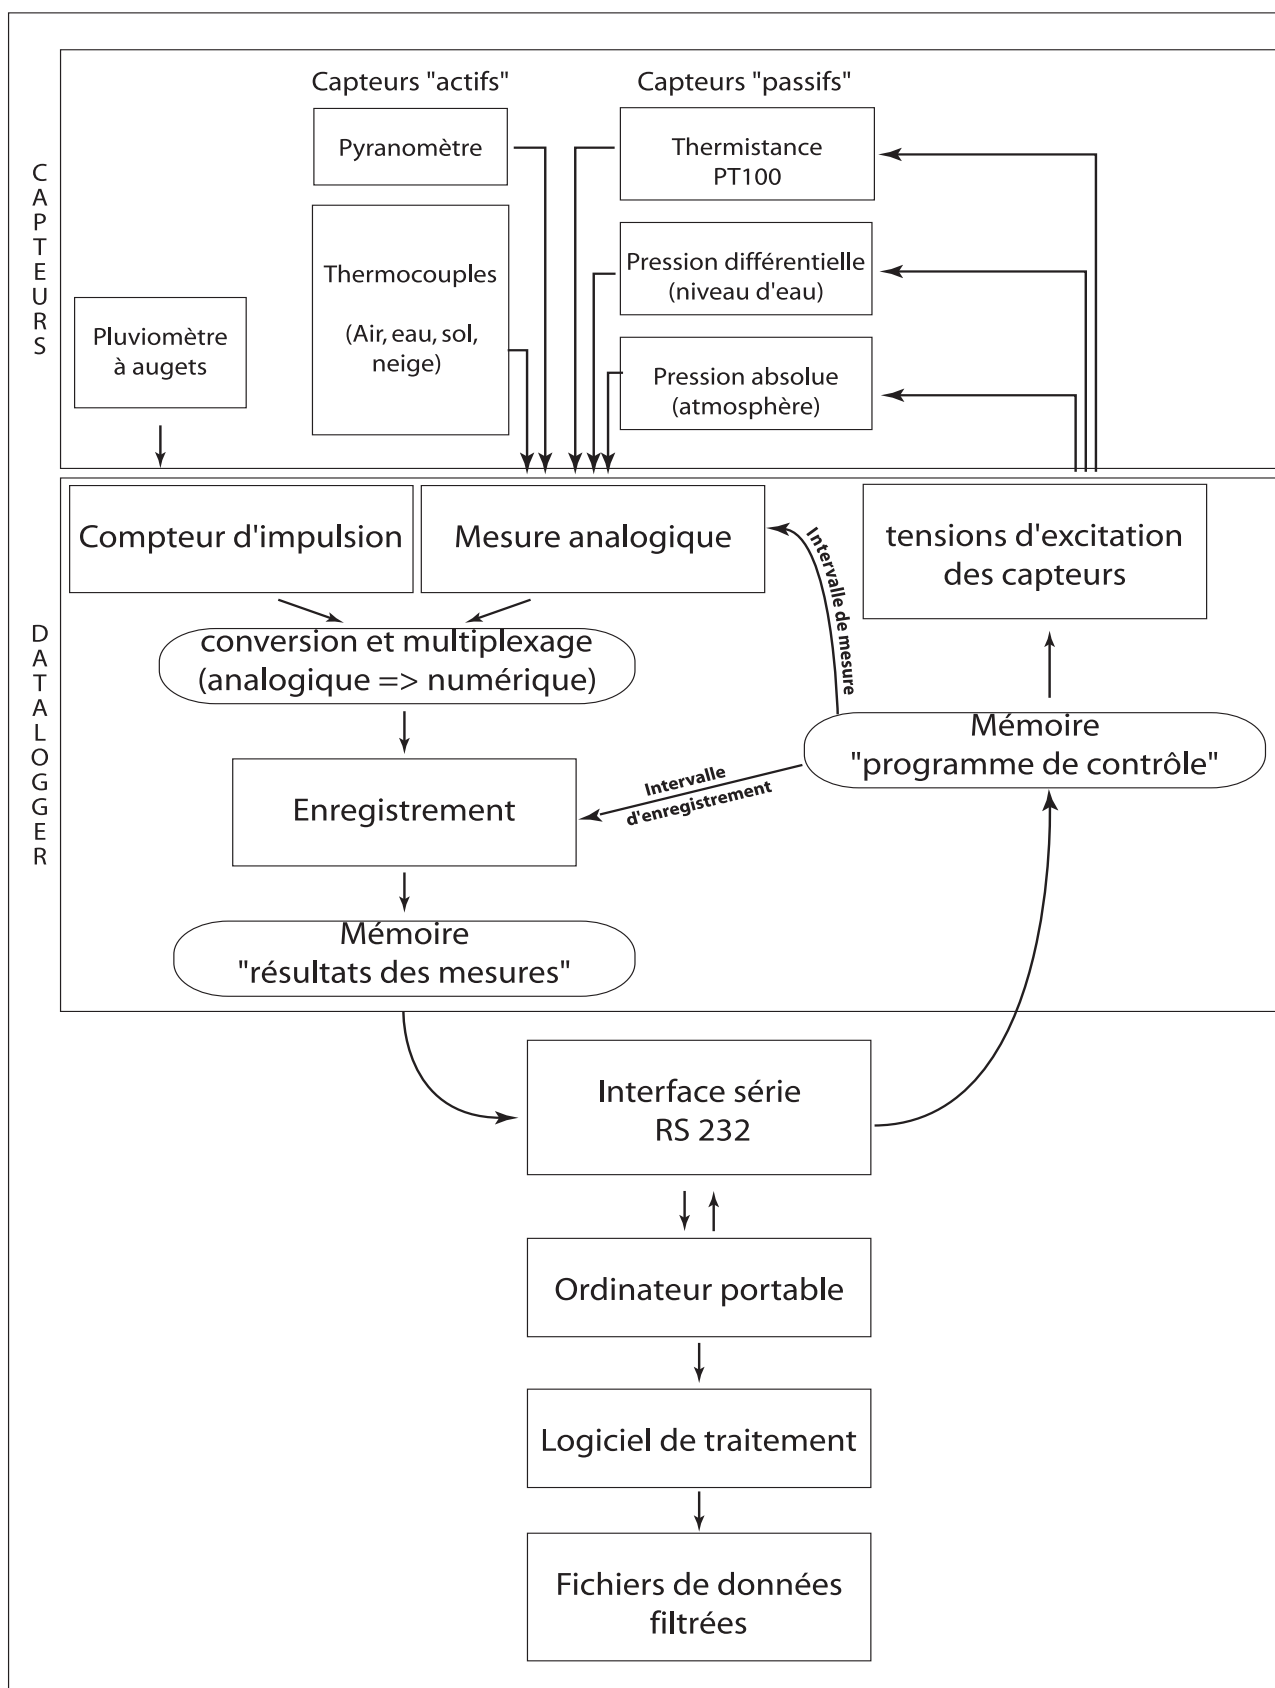 CAPTEURS
Capteurs "actifs"
Capteurs "passifs"
Pyranomètre
Thermistance
PT100
Thermocouples
(Air, eau, sol,
neige)
Pression différentielle
(niveau d'eau)
Pluviomètre
à augets
Pression absolue
(atmosphère)
DATALOGGER
Compteur d'impulsion
Mesure analogique
tensions d'excitation
des capteurs
Intervalle de mesure
conversion et multiplexage
(analogique => numérique)
Mémoire
"programme de contrôle"
Intervalle
d'enregistrement
Enregistrement
Mémoire
"résultats des mesures"
Interface série
RS 232
Ordinateur portable
Logiciel de traitement
Fichiers de données
filtrées